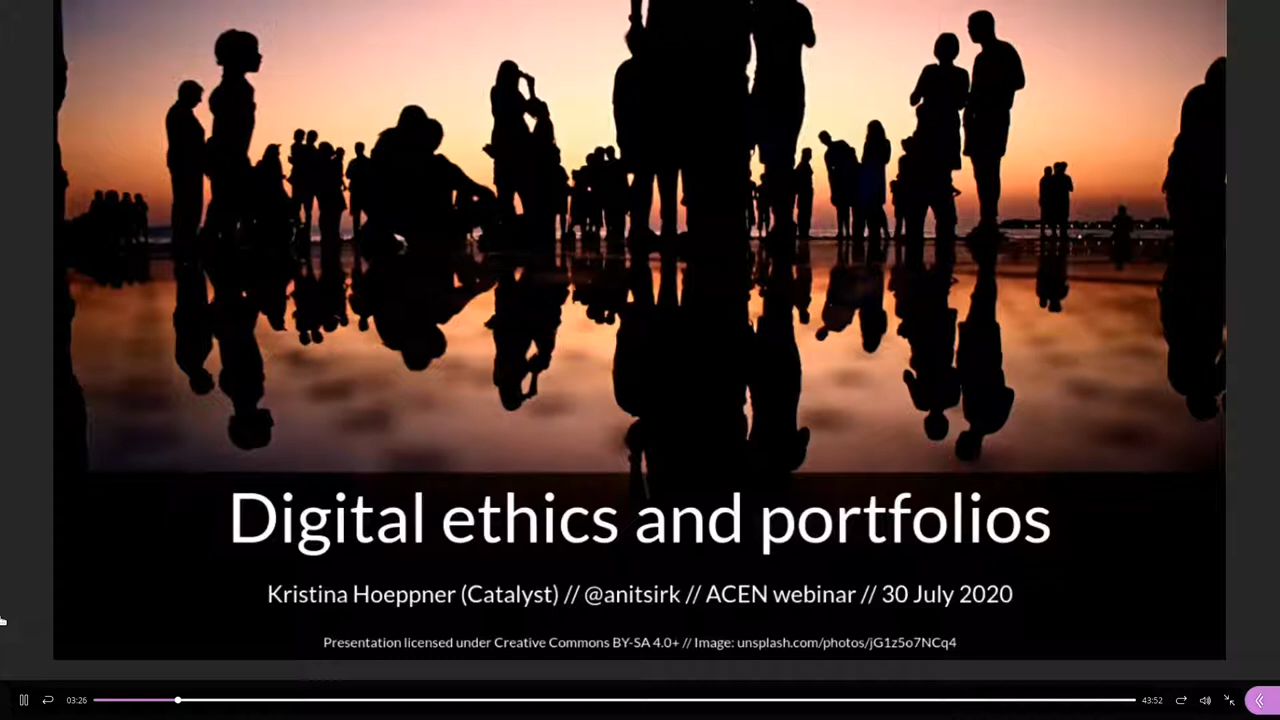 Digital ethics and portfolios
Kristina Hoeppner (Catalyst) // @anitsirk // ACEN webinar // 30 July 2020
Presentation licensed under Creative Commons BY-SA 4.0+ // Image: unsplash.com/photos/jG1z5o7NCq4
03:26
43:52